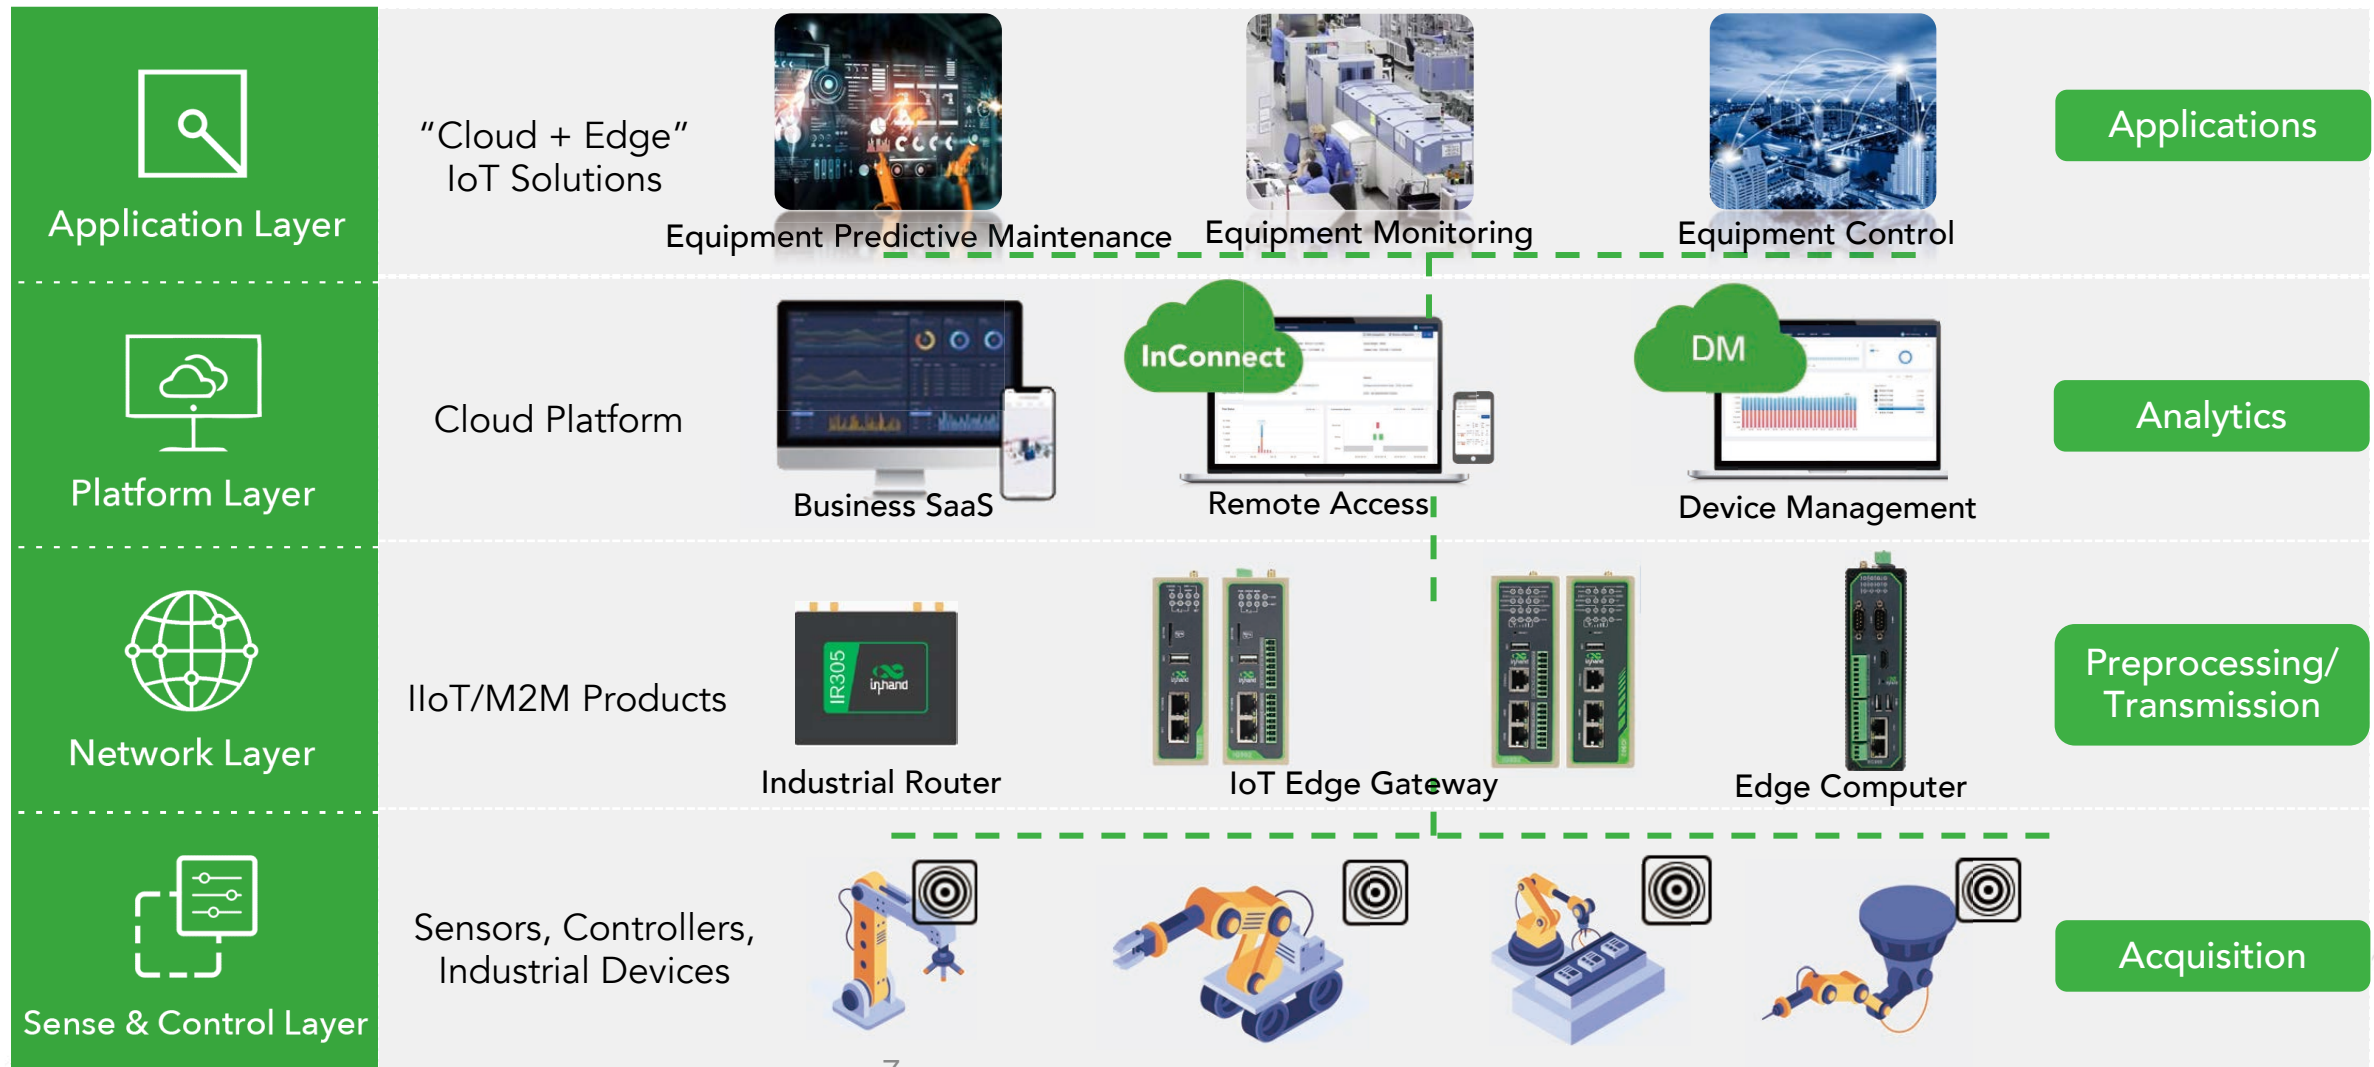 Application Layer
“Cloud + Edge”
IoT Solutions
Equipment Predictive Maintenance
Equipment Monitoring
Equipment Control
Applications
Platform Layer
Cloud Platform
Business SaaS
InConnect
Remote Access
DM
Device Management
Analytics
Network Layer
IIoT/M2M Products
IR305
inhand
Industrial Router
IoT Edge Gateway
Edge Computer
Preprocessing/
Transmission
Sense & Control Layer
Sensors, Controllers,
Industrial Devices
Acquisition